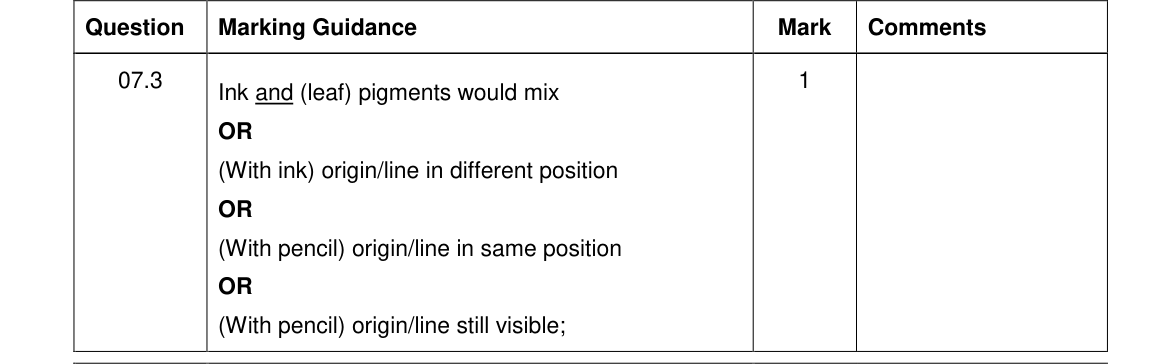 Question Marking Guidance Mark Comments
07.3 Ink and (leaf) pigments would mix 1
OR
(With ink) origin/line in different position
OR
(With pencil) origin/line in same position
OR
(With pencil) origin/line still visible;